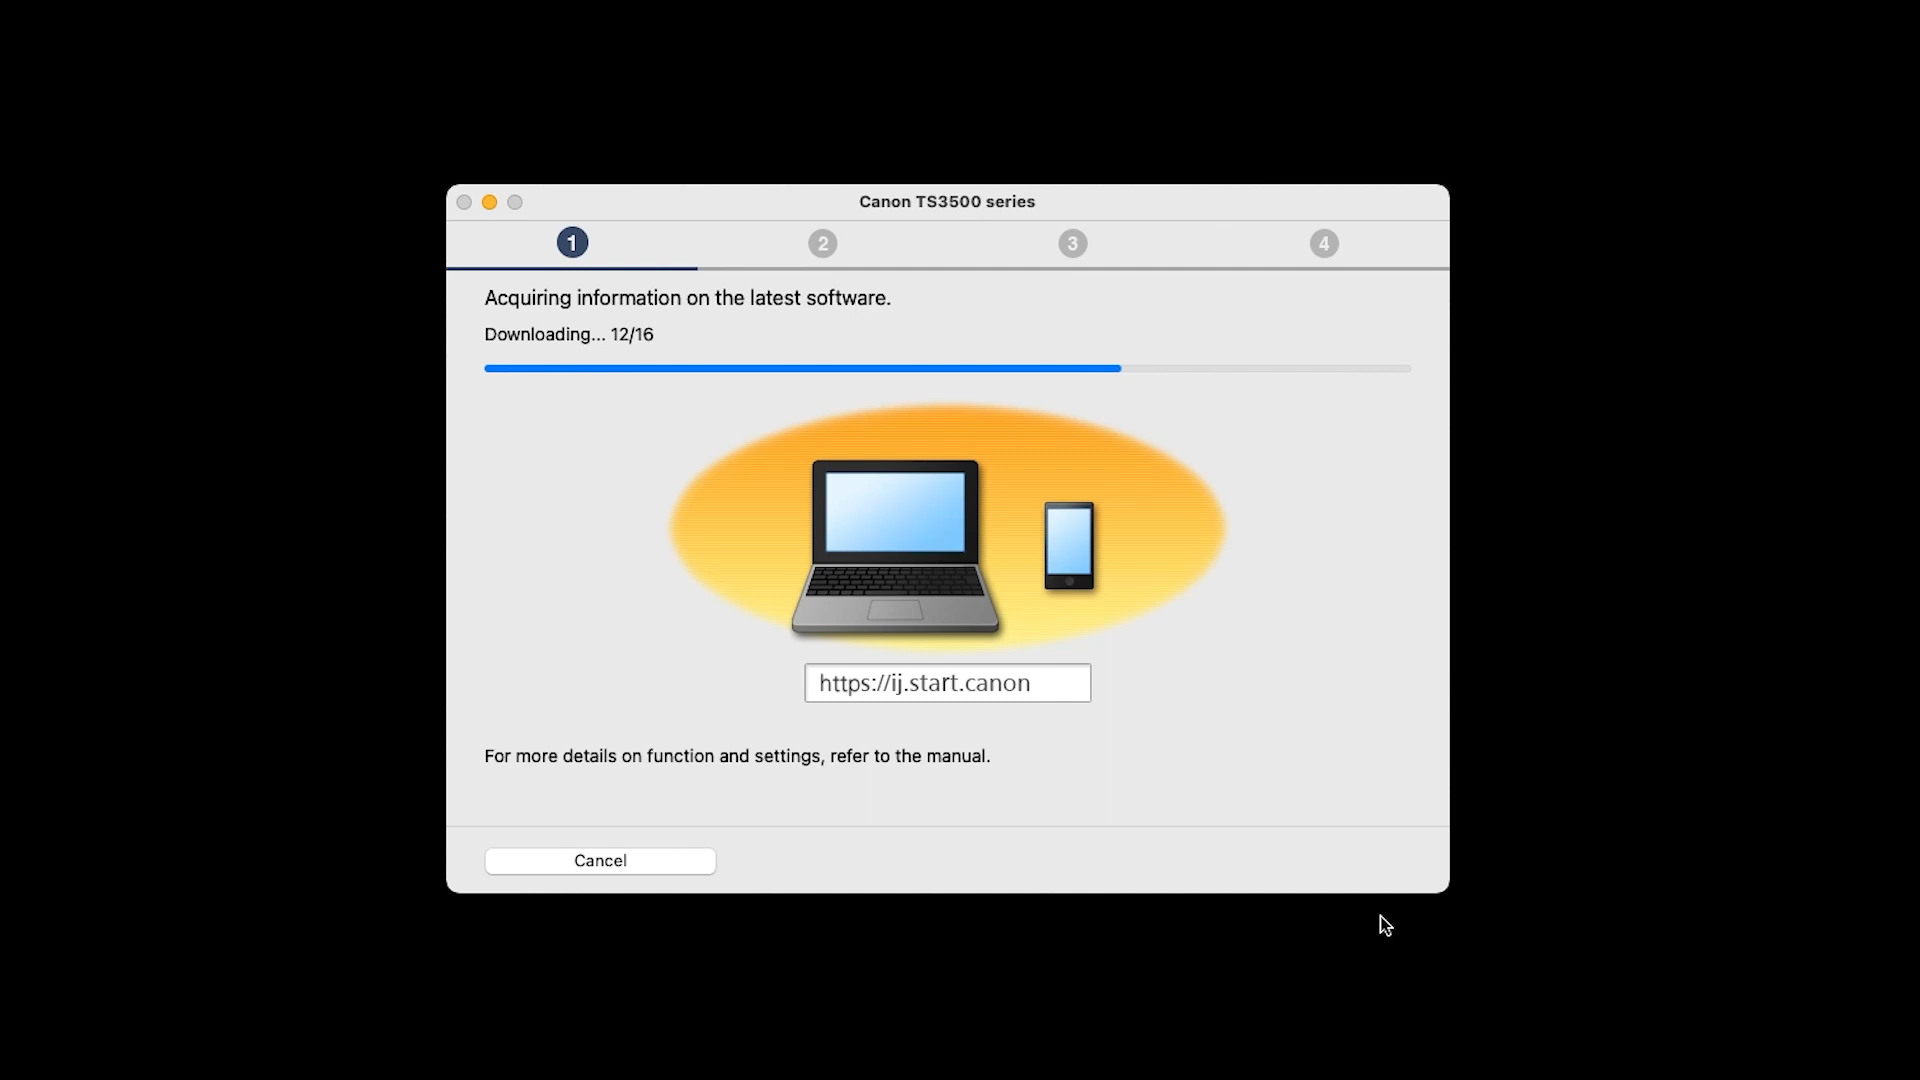 Canon TS3500 series
1 2 3 4
Acquiring information on the latest software.
Downloading... 12/16
https://ij.start.canon
For more details on function and settings, refer to the manual.
Cancel